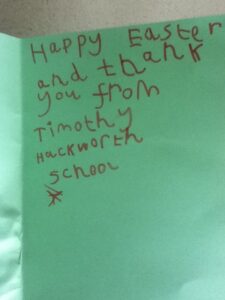 Happy Easter
and thank
you from
Timothy
Hackworth
School